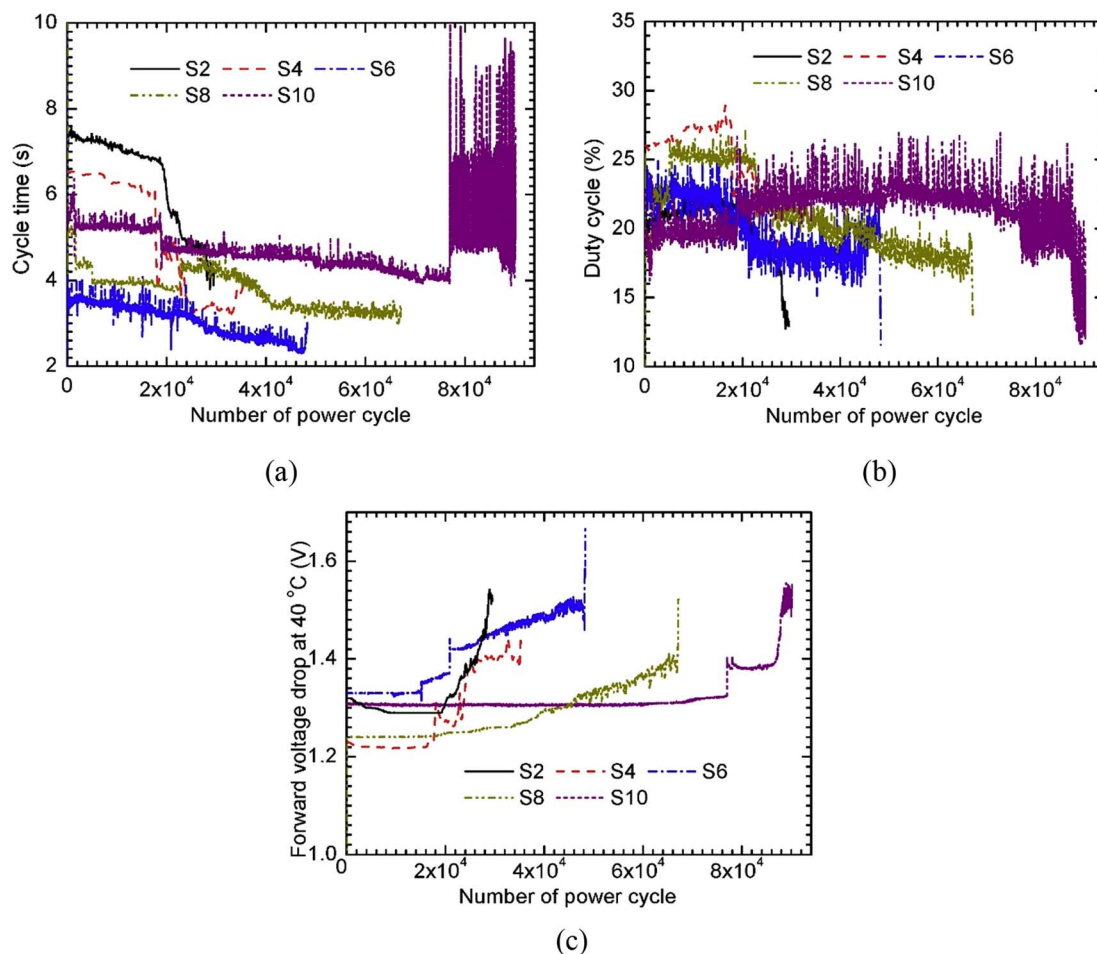 10
8
6
4
2
Cycle time (s)
S2 S4 S6
S8 S10
0 2x10⁴ 4x10⁴ 6x10⁴ 8x10⁴
Number of power cycle
(a)
35
30
25
20
15
10
Duty cycle (%)
S2 S4 S6
S8 S10
0 2x10⁴ 4x10⁴ 6x10⁴ 8x10⁴
Number of power cycle
(b)
1.6
1.4
1.2
1.0
Forward voltage drop at 40 °C (V)
S2 S4 S6
S8 S10
0 2x10⁴ 4x10⁴ 6x10⁴ 8x10⁴
Number of power cycle
(c)